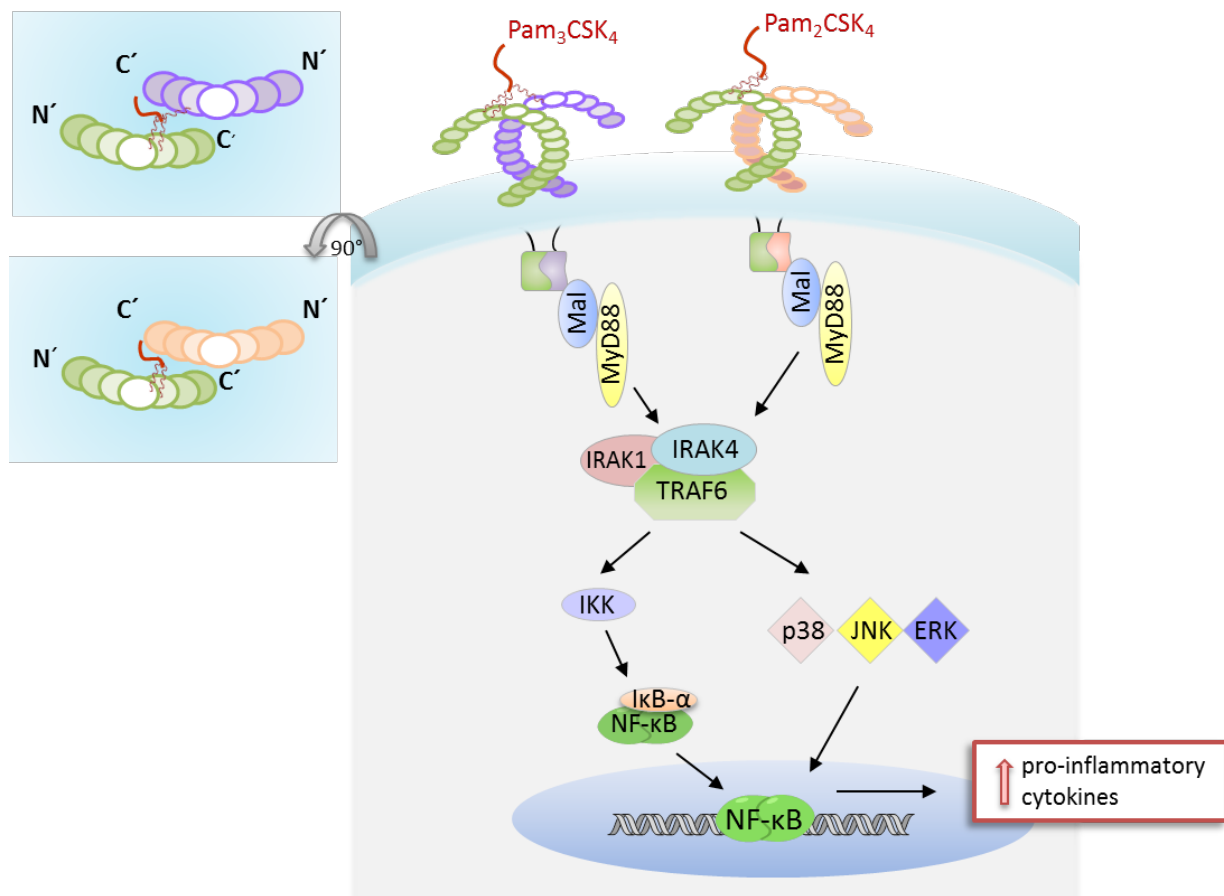 Pam₃CSK₄
Pam₂CSK₄
C´
N´
N´
C´
90°
C´
N´
N´
C´
Mal
MyD88
Mal
MyD88
IRAK1
IRAK4
TRAF6
IKK
p38
JNK
ERK
IκB-α
NF-κB
NF-κB
pro-inflammatory
cytokines